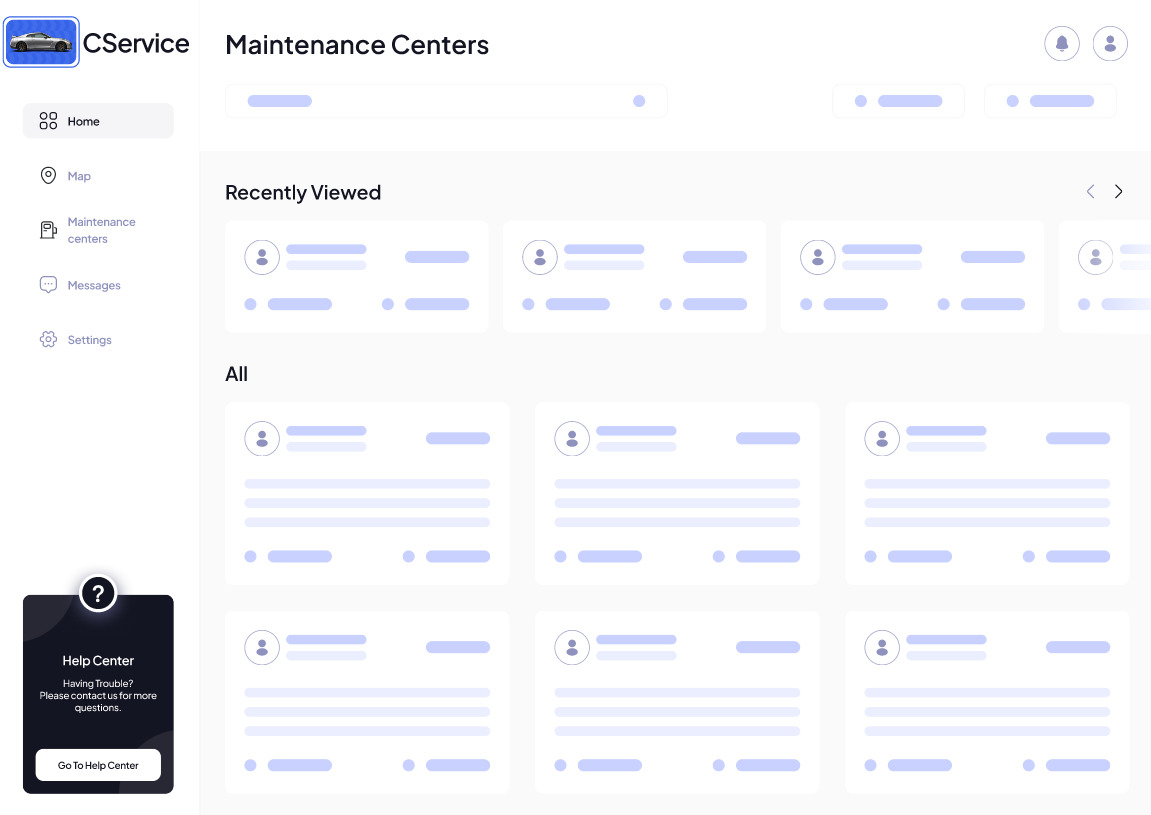 CService
Maintenance Centers
Home
Map
Maintenance
centers
Messages
Settings
Recently Viewed
All
?
Help Center
Having Trouble?
Please contact us for more
questions.
Go To Help Center